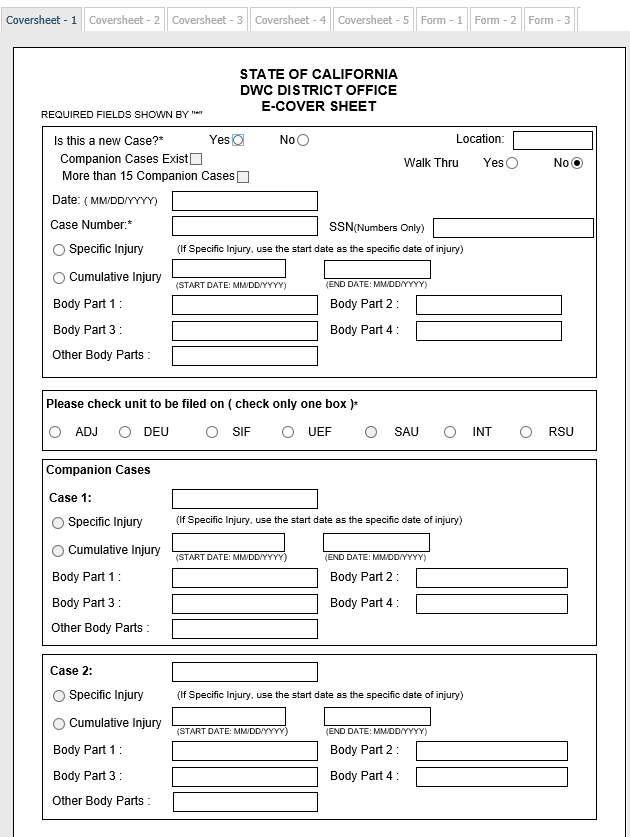 Coversheet - 1 Coversheet - 2 Coversheet - 3 Coversheet - 4 Coversheet - 5 Form - 1 Form - 2 Form - 3
STATE OF CALIFORNIA
DWC DISTRICT OFFICE
E-COVER SHEET
REQUIRED FIELDS SHOWN BY "*"
Is this a new Case?* Yes No Location:
Companion Cases Exist Walk Thru Yes No
More than 15 Companion Cases
Date: ( MM/DD/YYYY)
Case Number:* SSN(Numbers Only)
Specific Injury (If Specific Injury, use the start date as the specific date of injury)
Cumulative Injury
(START DATE: MM/DD/YYYY) (END DATE: MM/DD/YYYY)
Body Part 1 : Body Part 2 :
Body Part 3 : Body Part 4 :
Other Body Parts :
Please check unit to be filed on ( check only one box )*
ADJ DEU SIF UEF SAU INT RSU
Companion Cases
Case 1:
Specific Injury (If Specific Injury, use the start date as the specific date of injury)
Cumulative Injury
(START DATE: MM/DD/YYYY) (END DATE: MM/DD/YYYY)
Body Part 1 : Body Part 2 :
Body Part 3 : Body Part 4 :
Other Body Parts :
Case 2:
Specific Injury (If Specific Injury, use the start date as the specific date of injury)
Cumulative Injury
(START DATE: MM/DD/YYYY) (END DATE: MM/DD/YYYY)
Body Part 1 : Body Part 2 :
Body Part 3 : Body Part 4 :
Other Body Parts :